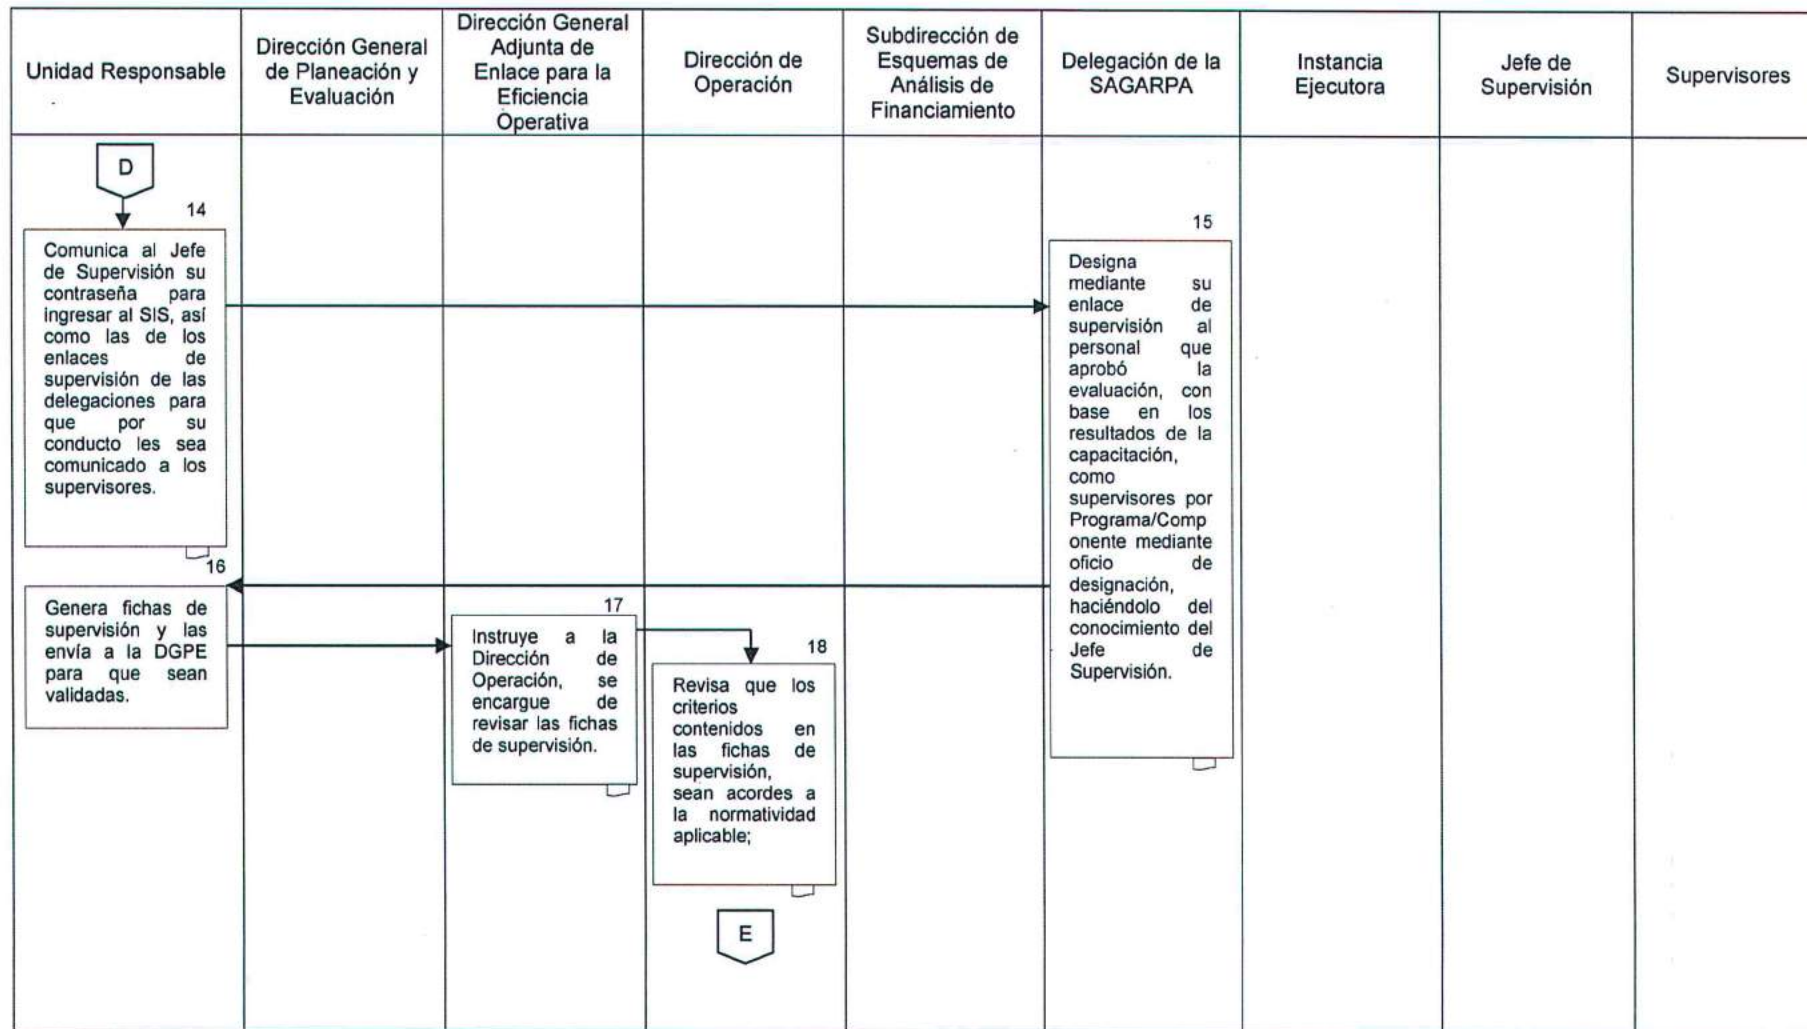 Unidad Responsable
Dirección General
de Planeación y
Evaluación
Dirección General
Adjunta de
Enlace para la
Eficiencia
Operativa
Dirección de
Operación
Subdirección de
Esquemas de
Análisis de
Financiamiento
Delegación de la
SAGARPA
Instancia
Ejecutora
Jefe de
Supervisión
Supervisores
D
14
Comunica al Jefe
de Supervisión su
contraseña para
ingresar al SIS, así
como las de los
enlaces de
supervisión de las
delegaciones para
que por su
conducto les sea
comunicado a los
supervisores.
15
Designa
mediante su
enlace de
supervisión al
personal que
aprobó la
evaluación, con
base en los
resultados de la
capacitación,
como
supervisores por
Programa/Comp
onente mediante
oficio de
designación,
haciéndolo del
conocimiento del
Jefe de
Supervisión.
16
Genera fichas de
supervisión y las
envía a la DGPE
para que sean
validadas.
17
Instruye a la
Dirección de
Operación, se
encargue de
revisar las fichas
de supervisión.
18
Revisa que los
criterios
contenidos en
las fichas de
supervisión,
sean acordes a
la normatividad
aplicable;
E